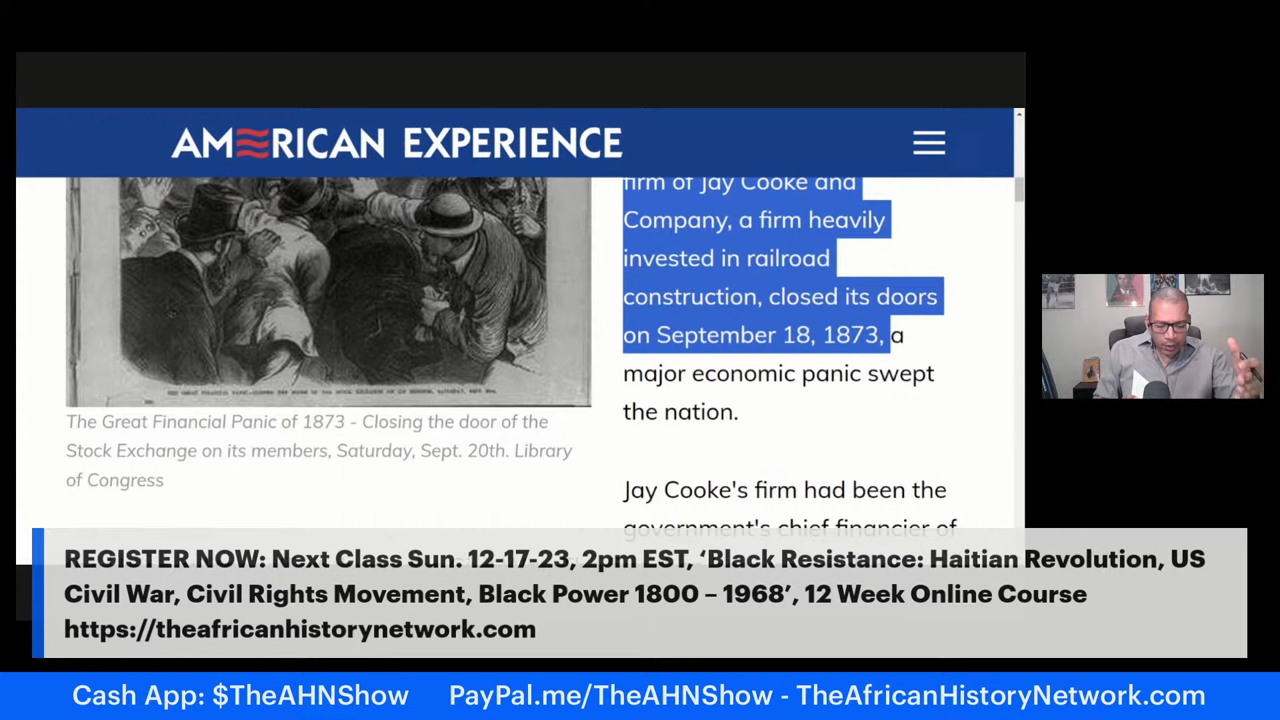 AMERICAN EXPERIENCE
firm of Jay Cooke and
Company, a firm heavily
invested in railroad
construction, closed its doors
on September 18, 1873, a
major economic panic swept
the nation.
Jay Cooke's firm had been the
government's chief financier of
The Great Financial Panic of 1873 - Closing the door of the
Stock Exchange on its members, Saturday, Sept. 20th. Library
of Congress
REGISTER NOW: Next Class Sun. 12-17-23, 2pm EST, ‘Black Resistance: Haitian Revolution, US
Civil War, Civil Rights Movement, Black Power 1800 – 1968’, 12 Week Online Course
https://theafricanhistorynetwork.com
Cash App: $TheAHNShow PayPal.me/TheAHNShow - TheAfricanHistoryNetwork.com